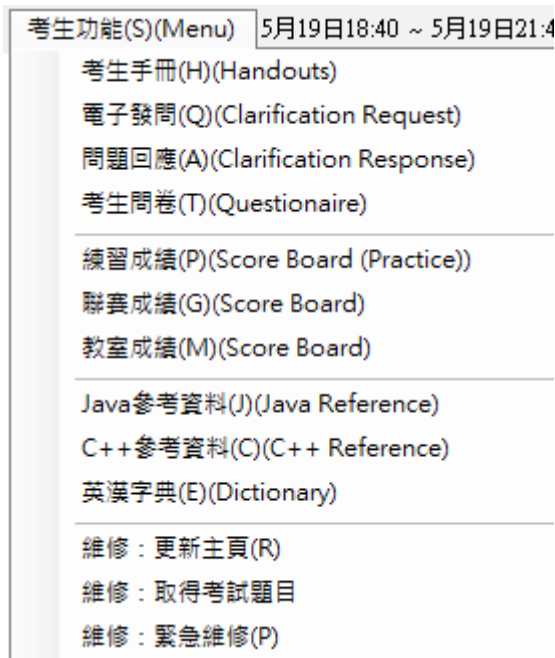 考生功能(S)(Menu) 5月19日18:40 ~ 5月19日21:4
考生手冊(H)(Handouts)
電子發問(Q)(Clarification Request)
問題回應(A)(Clarification Response)
考生問卷(T)(Questionaire)
練習成績(P)(Score Board (Practice))
聯賽成績(G)(Score Board)
教室成績(M)(Score Board)
Java參考資料(J)(Java Reference)
C++參考資料(C)(C++ Reference)
英漢字典(E)(Dictionary)
維修：更新主頁(R)
維修：取得考試題目
維修：緊急維修(P)